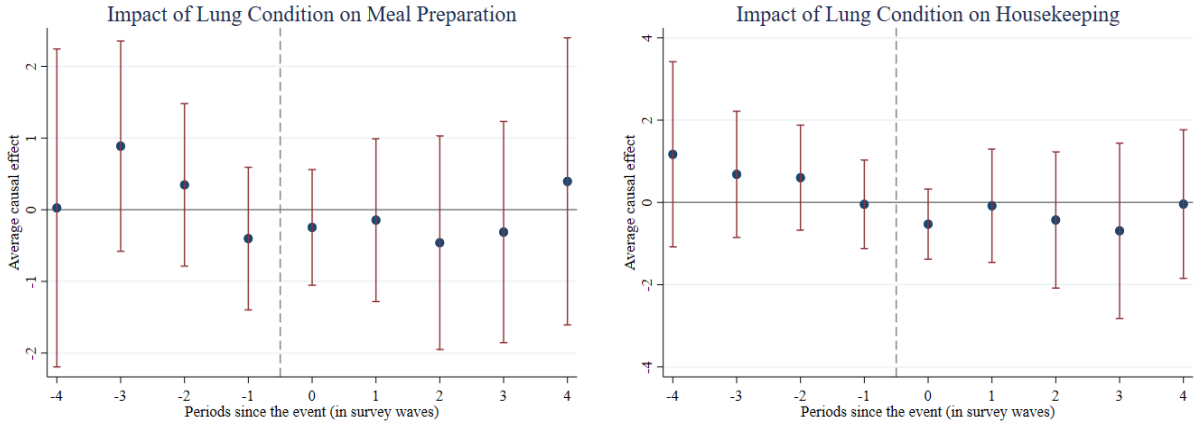 Impact of Lung Condition on Meal Preparation
Average causal effect
2
1
0
-1
-2
-4 -3 -2 -1 0 1 2 3 4
Periods since the event (in survey waves)
Impact of Lung Condition on Housekeeping
Average causal effect
4
2
0
-2
-4
-4 -3 -2 -1 0 1 2 3 4
Periods since the event (in survey waves)